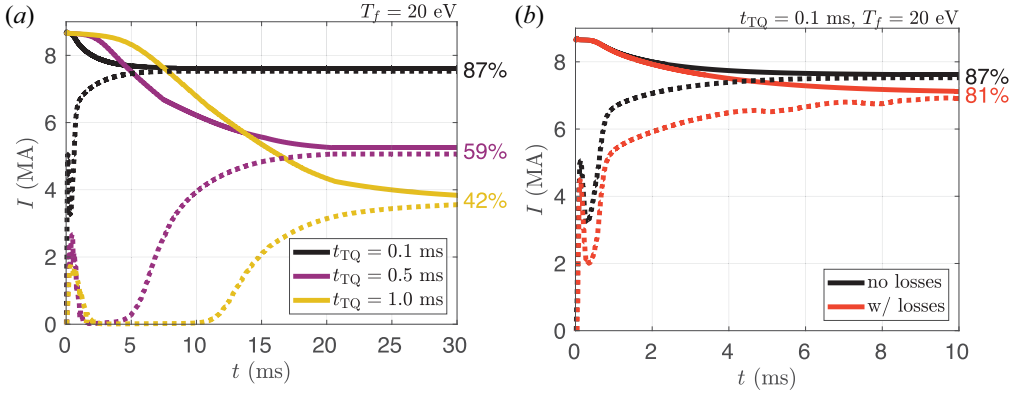 (a)
T_f = 20 eV
I (MA)
0
2
4
6
8
0
5
10
15
20
25
30
t (ms)
87%
59%
42%
t_TQ = 0.1 ms
t_TQ = 0.5 ms
t_TQ = 1.0 ms
(b)
t_TQ = 0.1 ms, T_f = 20 eV
I (MA)
0
2
4
6
8
0
2
4
6
8
10
t (ms)
87%
81%
no losses
w/ losses